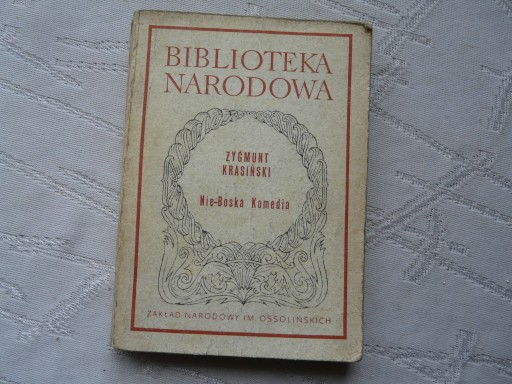 BIBLIOTEKA
NARODOWA
ZYGMUNT
KRASIŃSKI
Nie-Boska Komedia
ZAKŁAD NARODOWY IM. OSSOLIŃSKICH